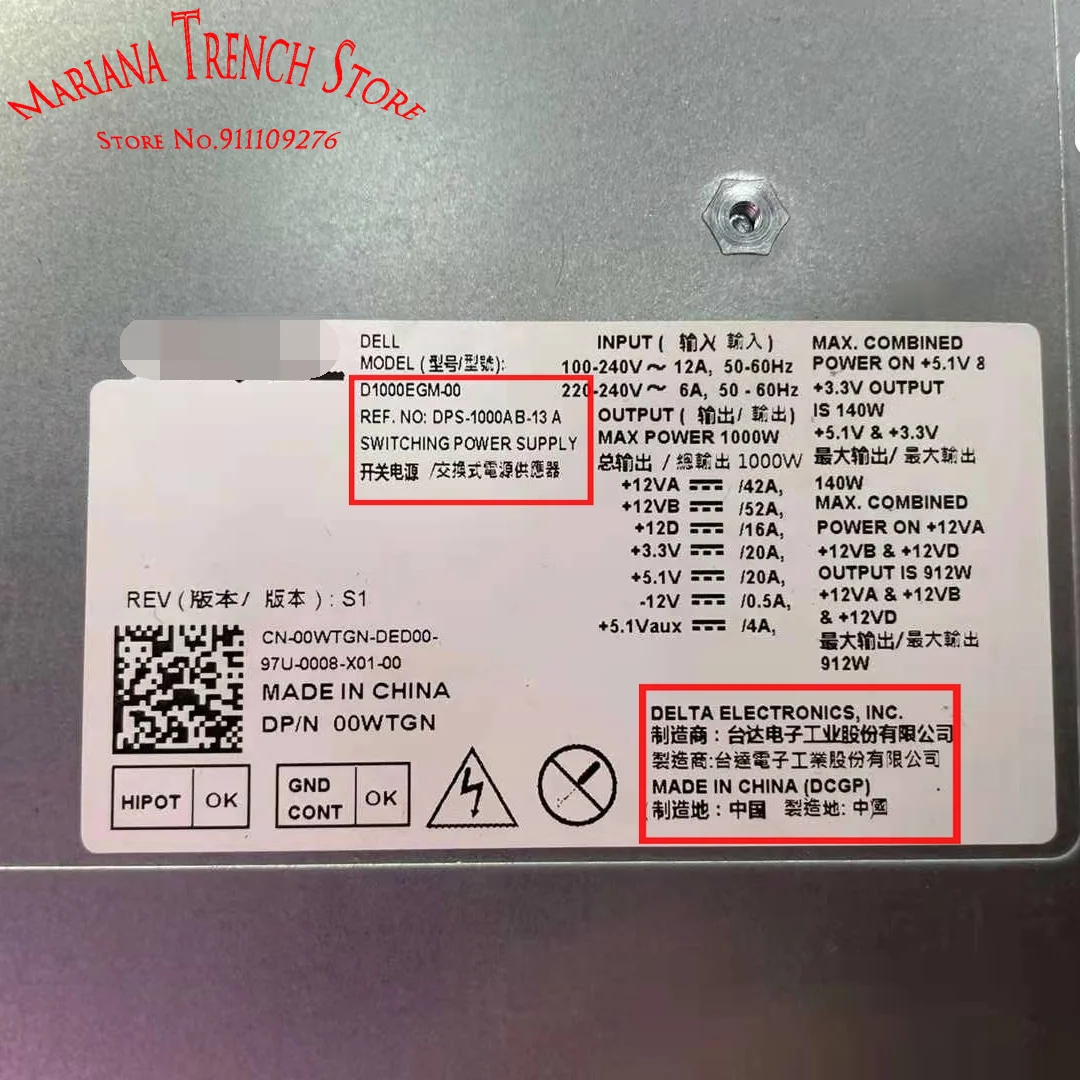 MARIANA TRENCH STORE
STORE NO.911109276
DELL
MODEL (型号/型號):
D1000EGM-00
REF. NO: DPS-1000AB-13 A
SWITCHING POWER SUPPLY
开关电源 /交換式電源供應器
INPUT ( 输入 輸入 )
100-240V ~ 12A, 50-60Hz
220-240V ~ 6A, 50 - 60Hz
OUTPUT ( 输出/ 輸出)
MAX POWER 1000W
总输出 / 總輸出 1000W
+12VA ⎓ /42A,
+12VB ⎓ /52A,
+12D ⎓ /16A,
+3.3V ⎓ /20A,
+5.1V ⎓ /20A,
-12V ⎓ /0.5A,
+5.1Vaux ⎓ /4A,
MAX. COMBINED
POWER ON +5.1V 8
+3.3V OUTPUT
IS 140W
+5.1V & +3.3V
最大输出/ 最大輸出
140W
MAX. COMBINED
POWER ON +12VA
+12VB & +12VD
OUTPUT IS 912W
+12VA & +12VB
& +12VD
最大输出/最大輸出
912W
REV (版本/ 版本 ) : S1
CN-00WTGN-DED00-
97U-0008-X01-00
MADE IN CHINA
DP/N 00WTGN
HIPOT OK
GND
CONT OK
DELTA ELECTRONICS, INC.
制造商：台达电子工业股份有限公司
製造商:台達電子工業股份有限公司
MADE IN CHINA (DCGP)
制造地：中国 製造地: 中國